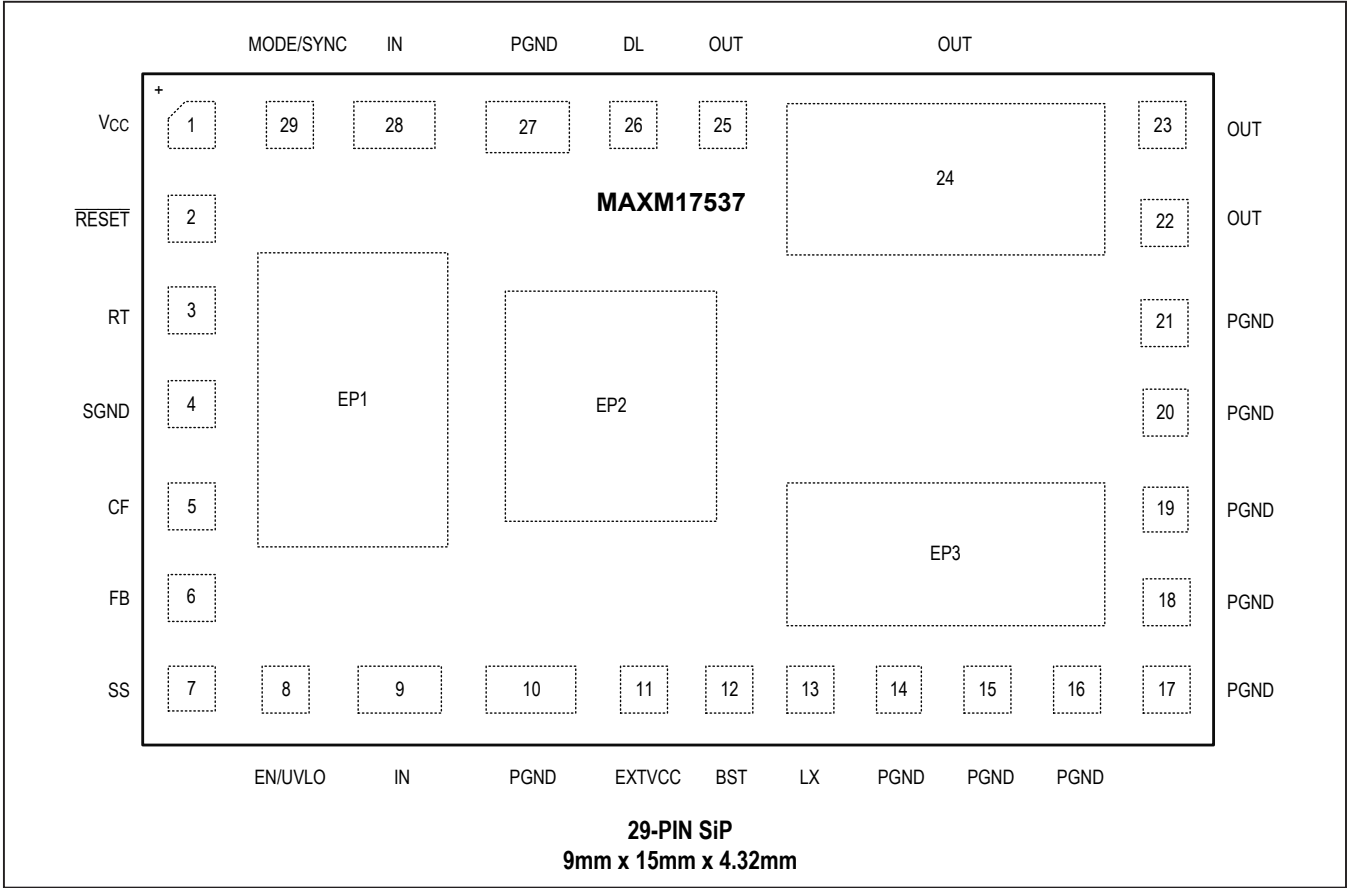 MODE/SYNC IN PGND DL OUT OUT
+
VCC 1 29 28 27 26 25 23 OUT
24
MAXM17537
RESET 2 22 OUT
RT 3 21 PGND
SGND 4 EP1 EP2 20 PGND
CF 5 19 PGND
EP3
FB 6 18 PGND
SS 7 8 9 10 11 12 13 14 15 16 17 PGND
EN/UVLO IN PGND EXTVCC BST LX PGND PGND PGND
29-PIN SiP
9mm x 15mm x 4.32mm